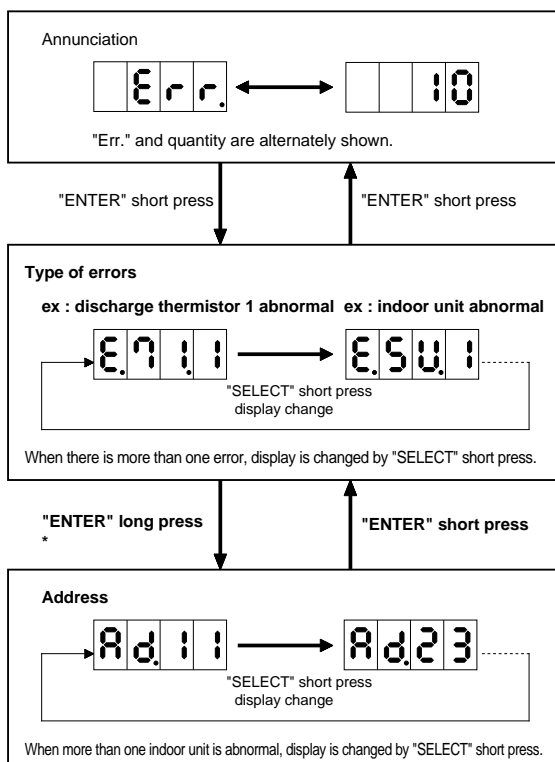 Annunciation
Err. 10
"Err." and quantity are alternately shown.
"ENTER" short press "ENTER" short press
Type of errors
ex : discharge thermistor 1 abnormal ex : indoor unit abnormal
E.71.1 E.5U.1
"SELECT" short press
display change
When there is more than one error, display is changed by "SELECT" short press.
"ENTER" long press "ENTER" short press
*
Address
Ad.11 Ad.23
"SELECT" short press
display change
When more than one indoor unit is abnormal, display is changed by "SELECT" short press.